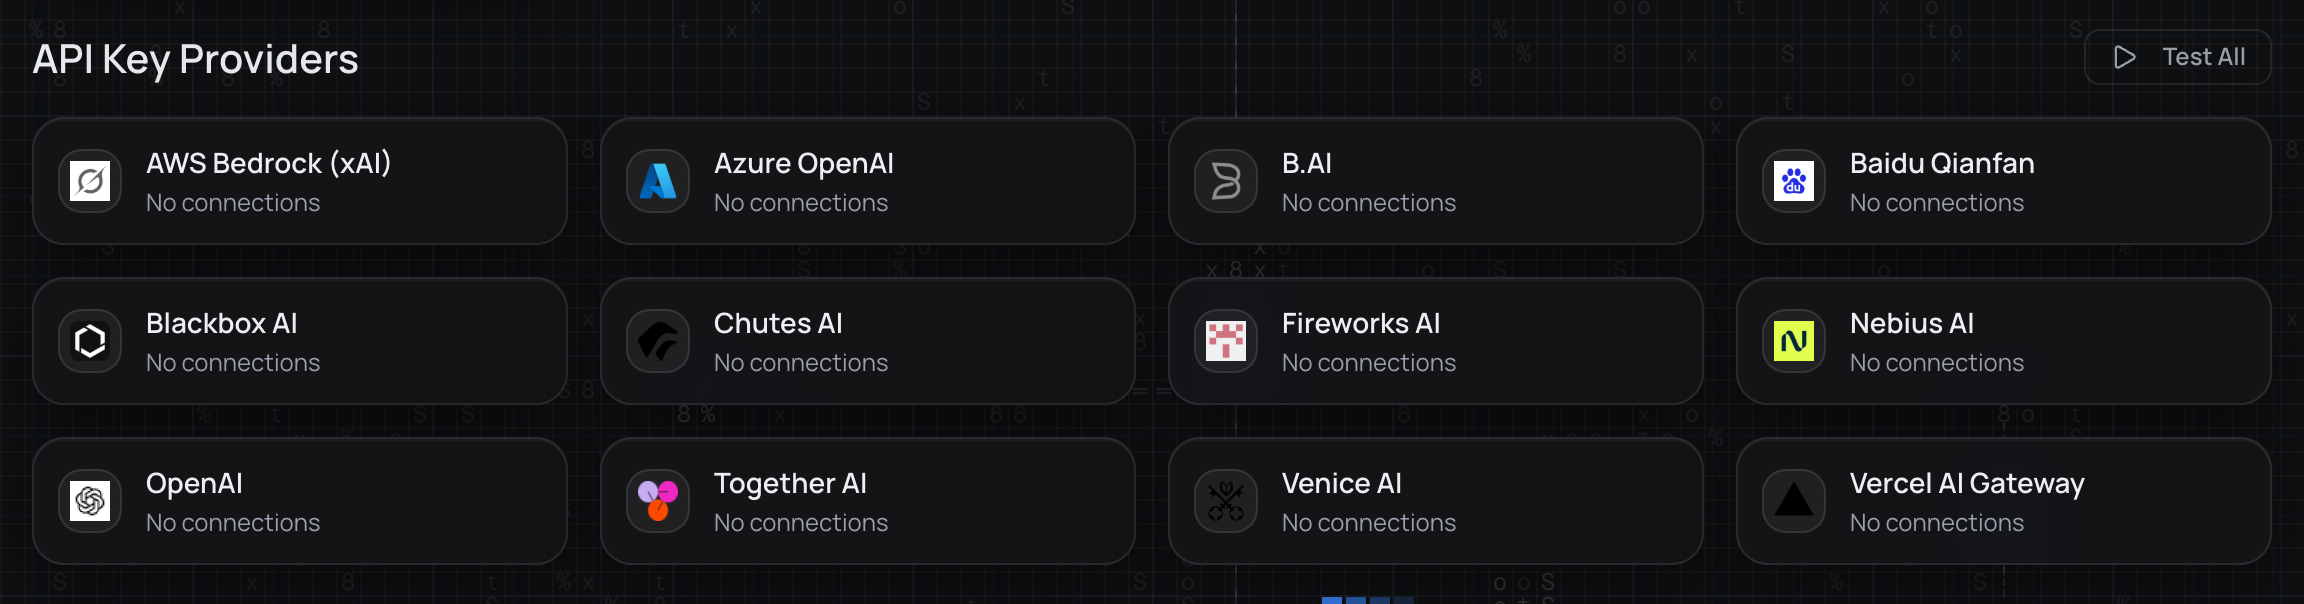 API Key Providers
Test All
AWS Bedrock (xAI)
No connections
Azure OpenAI
No connections
B.AI
No connections
Baidu Qianfan
No connections
Blackbox AI
No connections
Chutes AI
No connections
Fireworks AI
No connections
Nebius AI
No connections
OpenAI
No connections
Together AI
No connections
Venice AI
No connections
Vercel AI Gateway
No connections